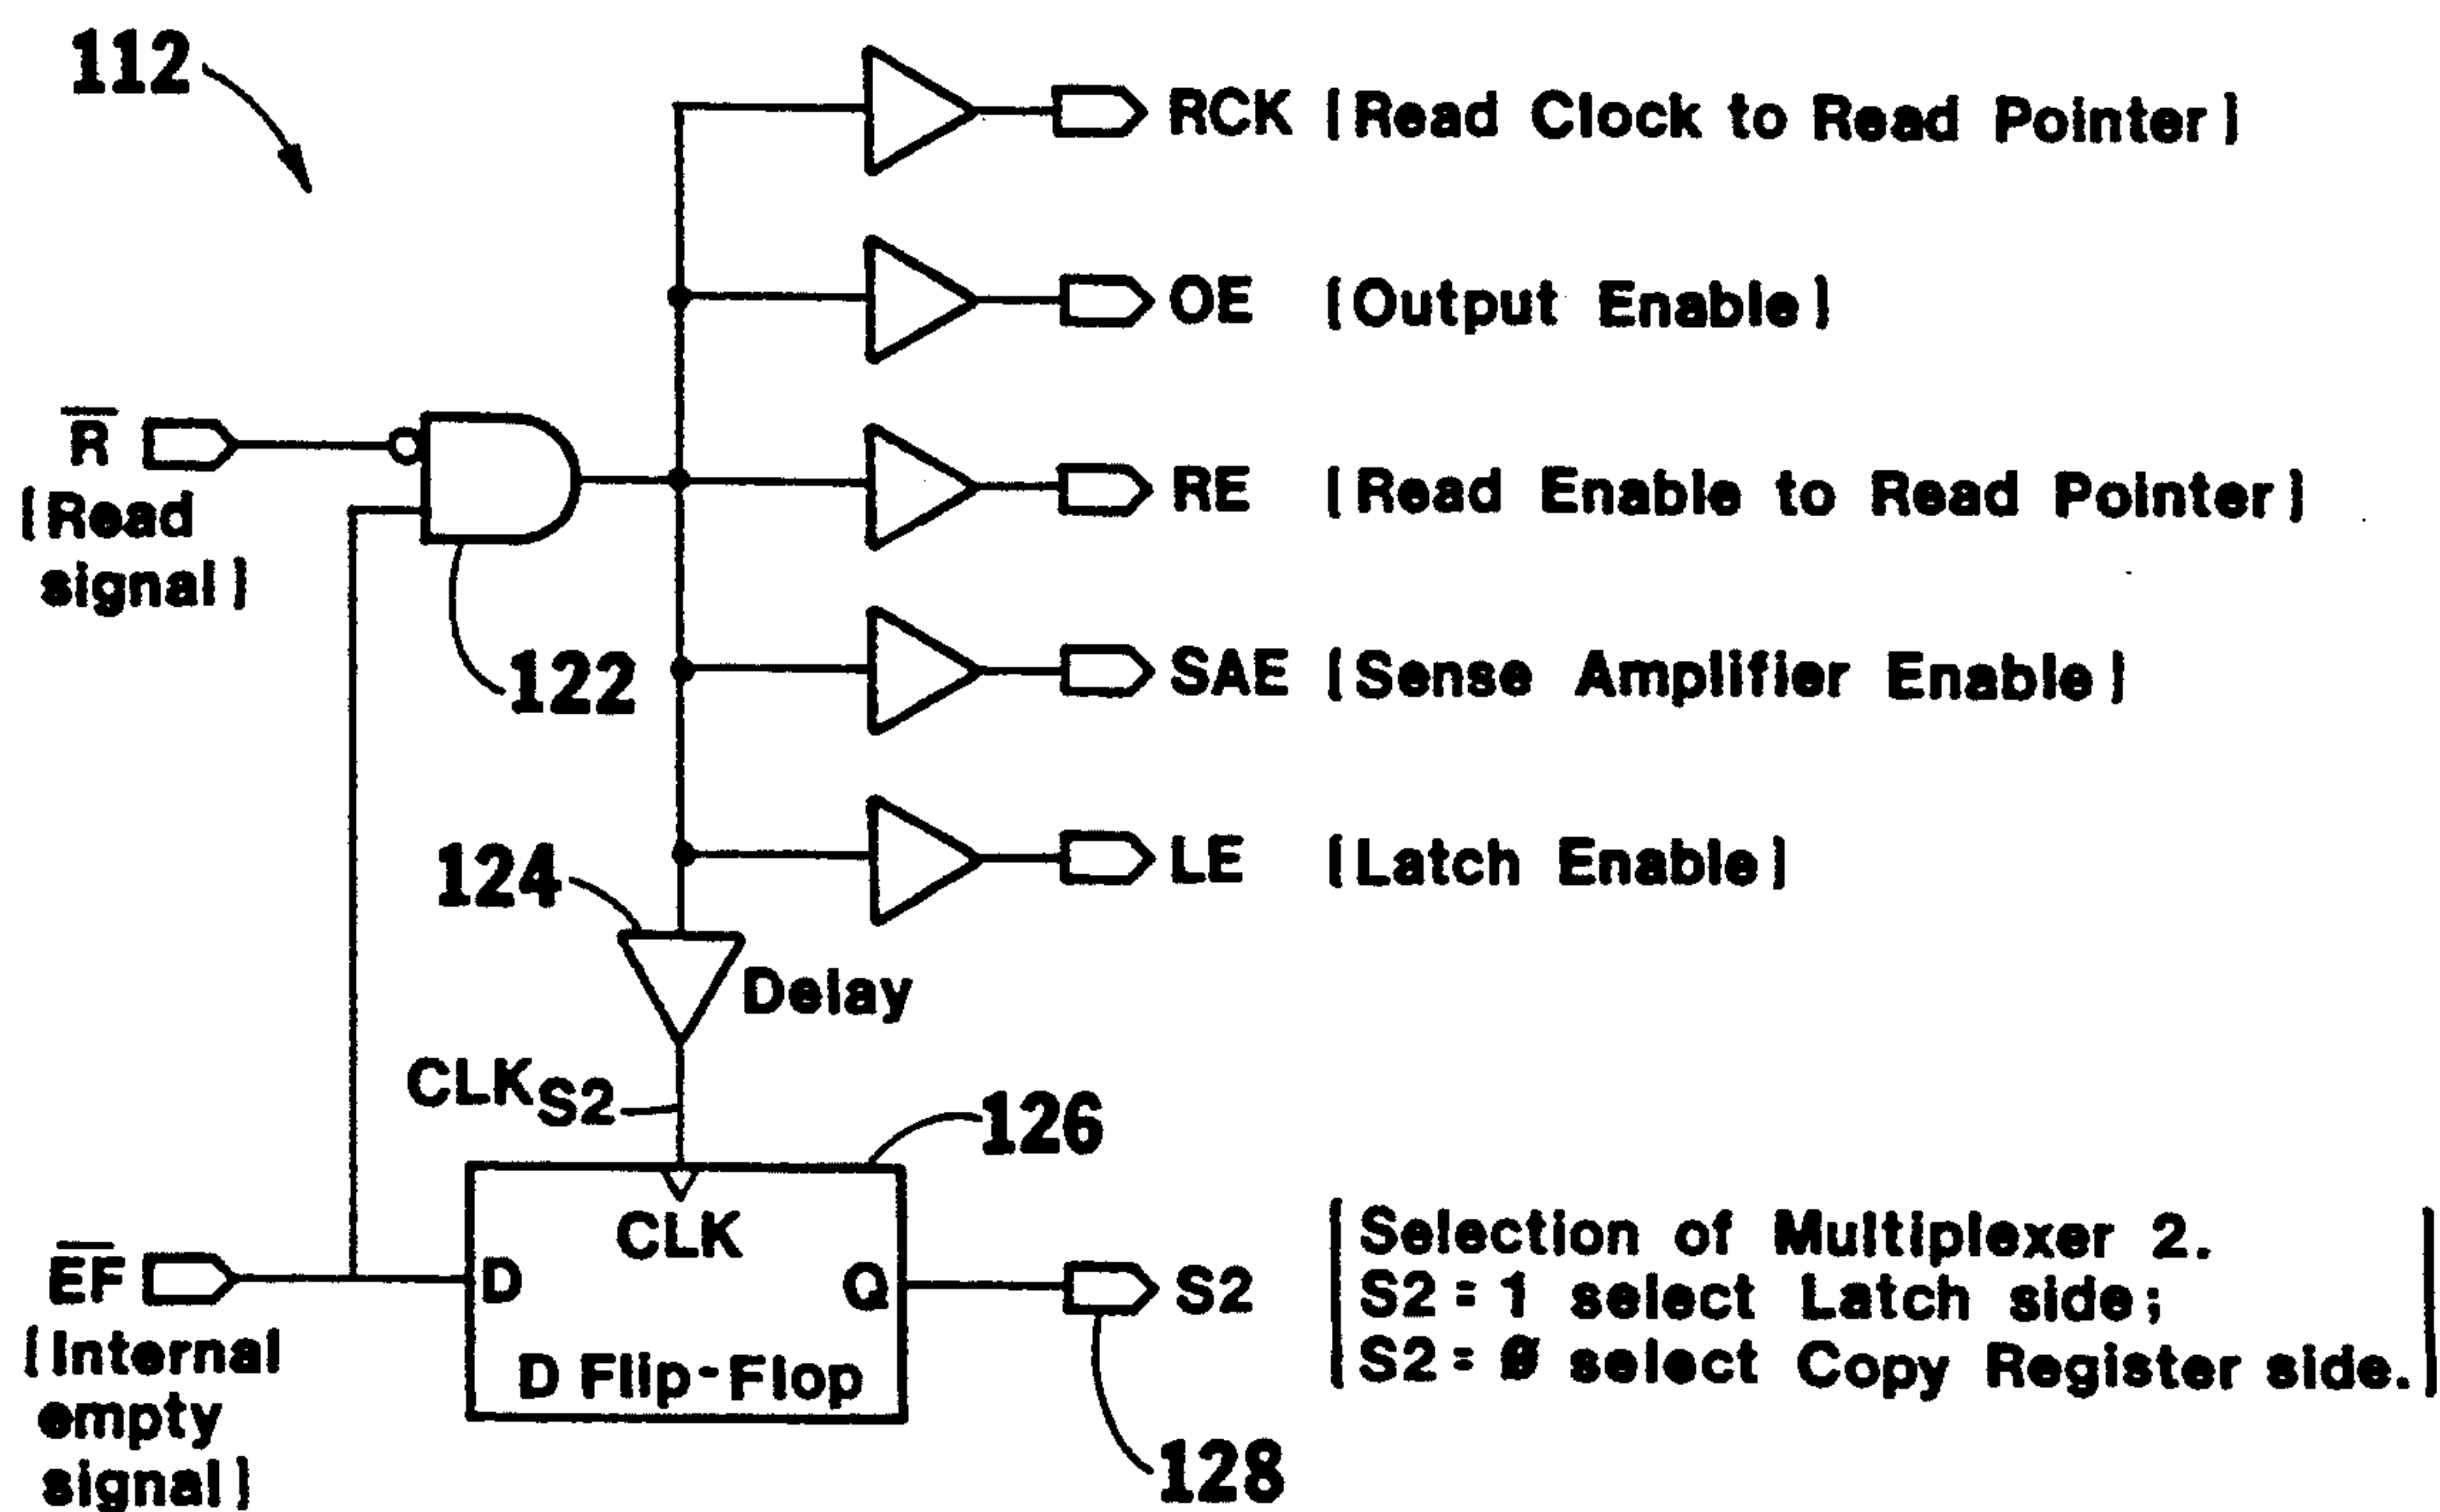 112
RCK [Read Clock to Read Pointer]
OE [Output Enable]
R̅
[Read
signal]
RE [Read Enable to Read Pointer]
122
SAE [Sense Amplifier Enable]
124
LE [Latch Enable]
Delay
CLKS2
126
CLK
D
Q
D Flip-Flop
E̅F̅
[Internal
empty
signal]
S2
[Selection of Multiplexer 2.
S2=1 select Latch side;
S2=0 select Copy Register side.]
128